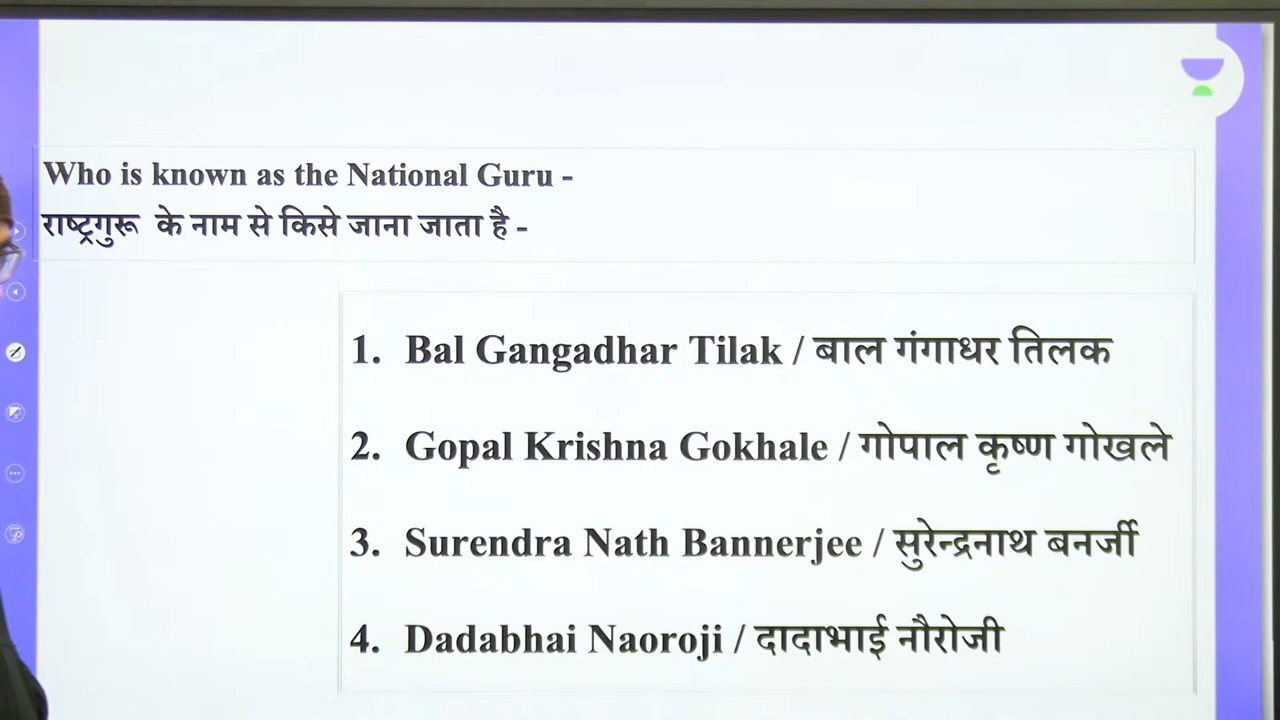 Who is known as the National Guru -
राष्ट्रगुरू के नाम से किसे जाना जाता है -
1. Bal Gangadhar Tilak / बाल गंगाधर तिलक
2. Gopal Krishna Gokhale / गोपाल कृष्ण गोखले
3. Surendra Nath Bannerjee / सुरेन्द्रनाथ बनर्जी
4. Dadabhai Naoroji / दादाभाई नौरोजी